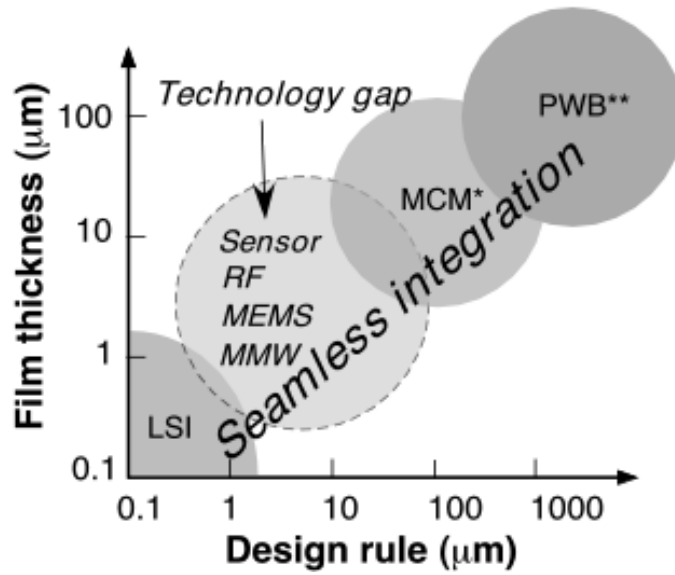 Technology gap
PWB**
MCM*
Sensor
RF
MEMS
MMW
LSI
Seamless integration
Film thickness (μm)
100
10
1
0.1
0.1 1 10 100 1000
Design rule (μm)